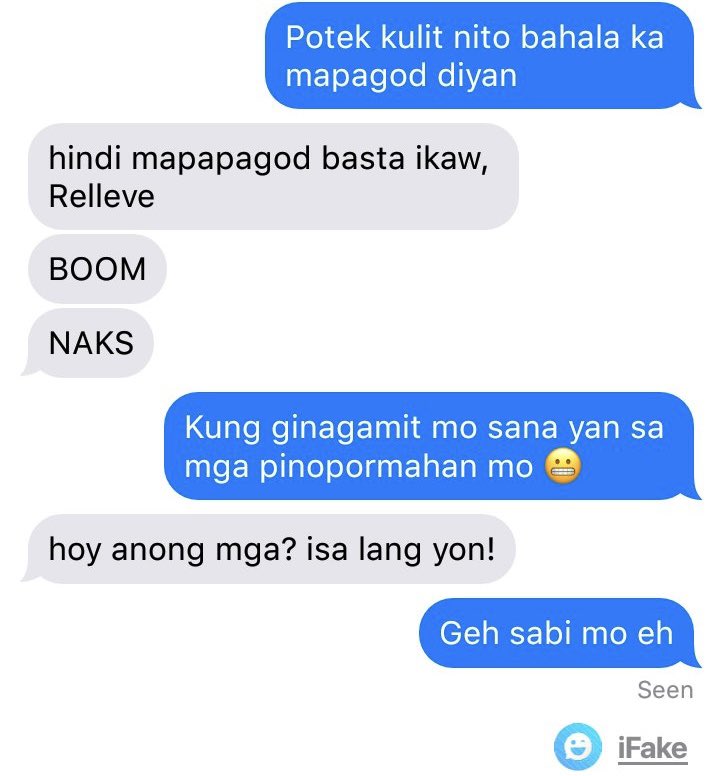 Potek kulit nito bahala ka
mapagod diyan
hindi mapapagod basta ikaw,
Relleve
BOOM
NAKS
Kung ginagamit mo sana yan sa
mga pinopormahan mo 😬
hoy anong mga? isa lang yon!
Geh sabi mo eh
Seen
iFake